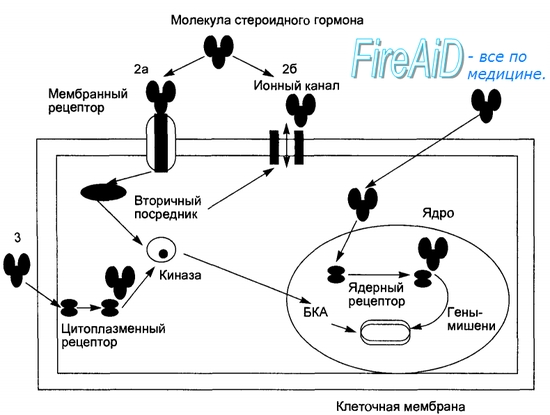 Молекула стероидного гормона
FireAiD - все по
медицине.
2а
2б
Ионный канал
Мембранный
рецептор
Вторичный
посредник
Ядро
3
Киназа
Ядерный
рецептор
БКА
Гены-
мишени
Цитоплазменный
рецептор
Клеточная мембрана